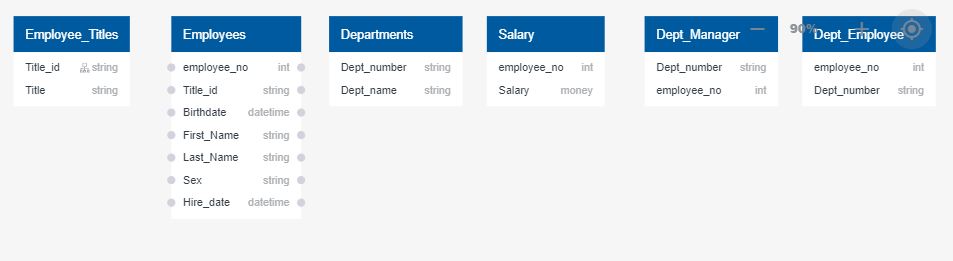 Employee_Titles
Title_id string
Title string
Employees
employee_no int
Title_id string
Birthdate datetime
First_Name string
Last_Name string
Sex string
Hire_date datetime
Departments
Dept_number string
Dept_name string
Salary
employee_no int
Salary money
Dept_Manager
Dept_number string
employee_no int
90%
Dept_Employee
employee_no int
Dept_number string